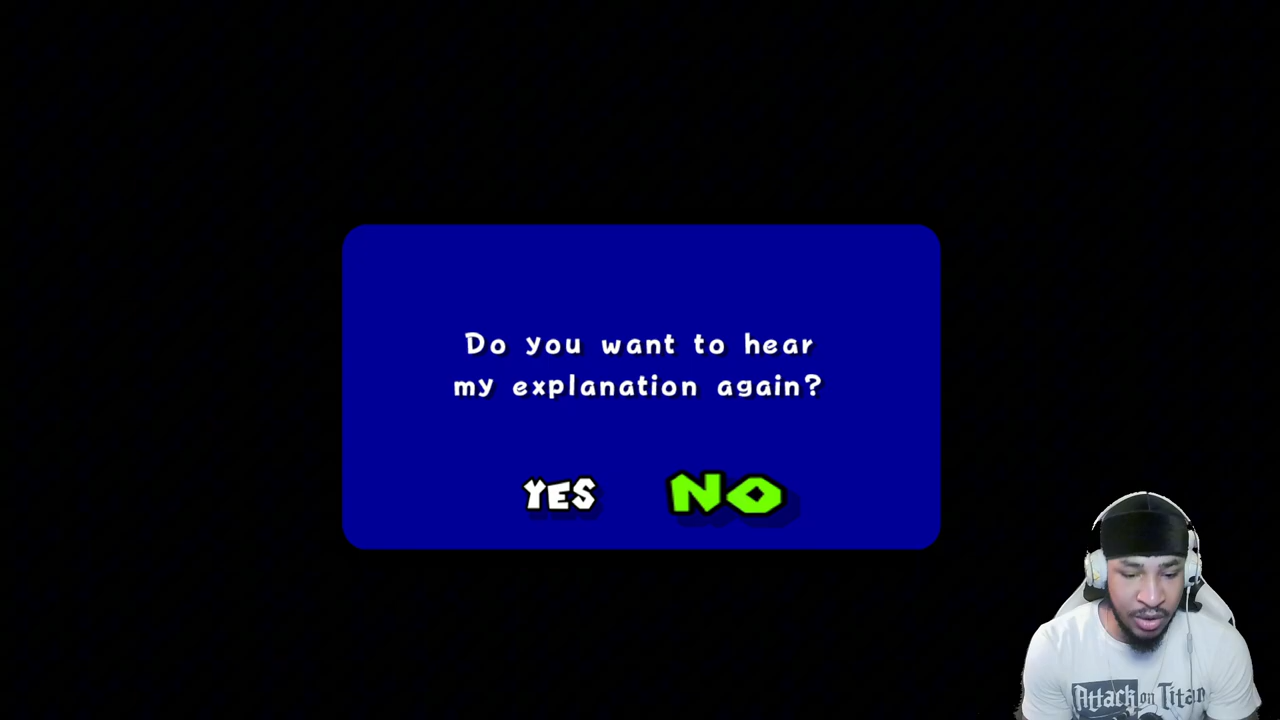 Do you want to hear
my explanation again?
YES NO
Attack on Titan